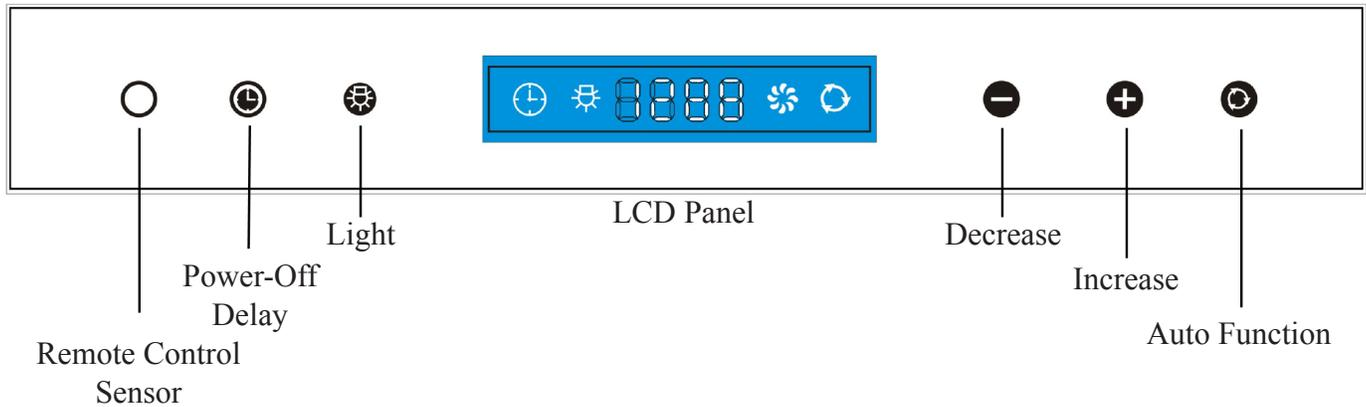 LCD Panel
Light
Power-Off
Delay
Remote Control
Sensor
Decrease
Increase
Auto Function